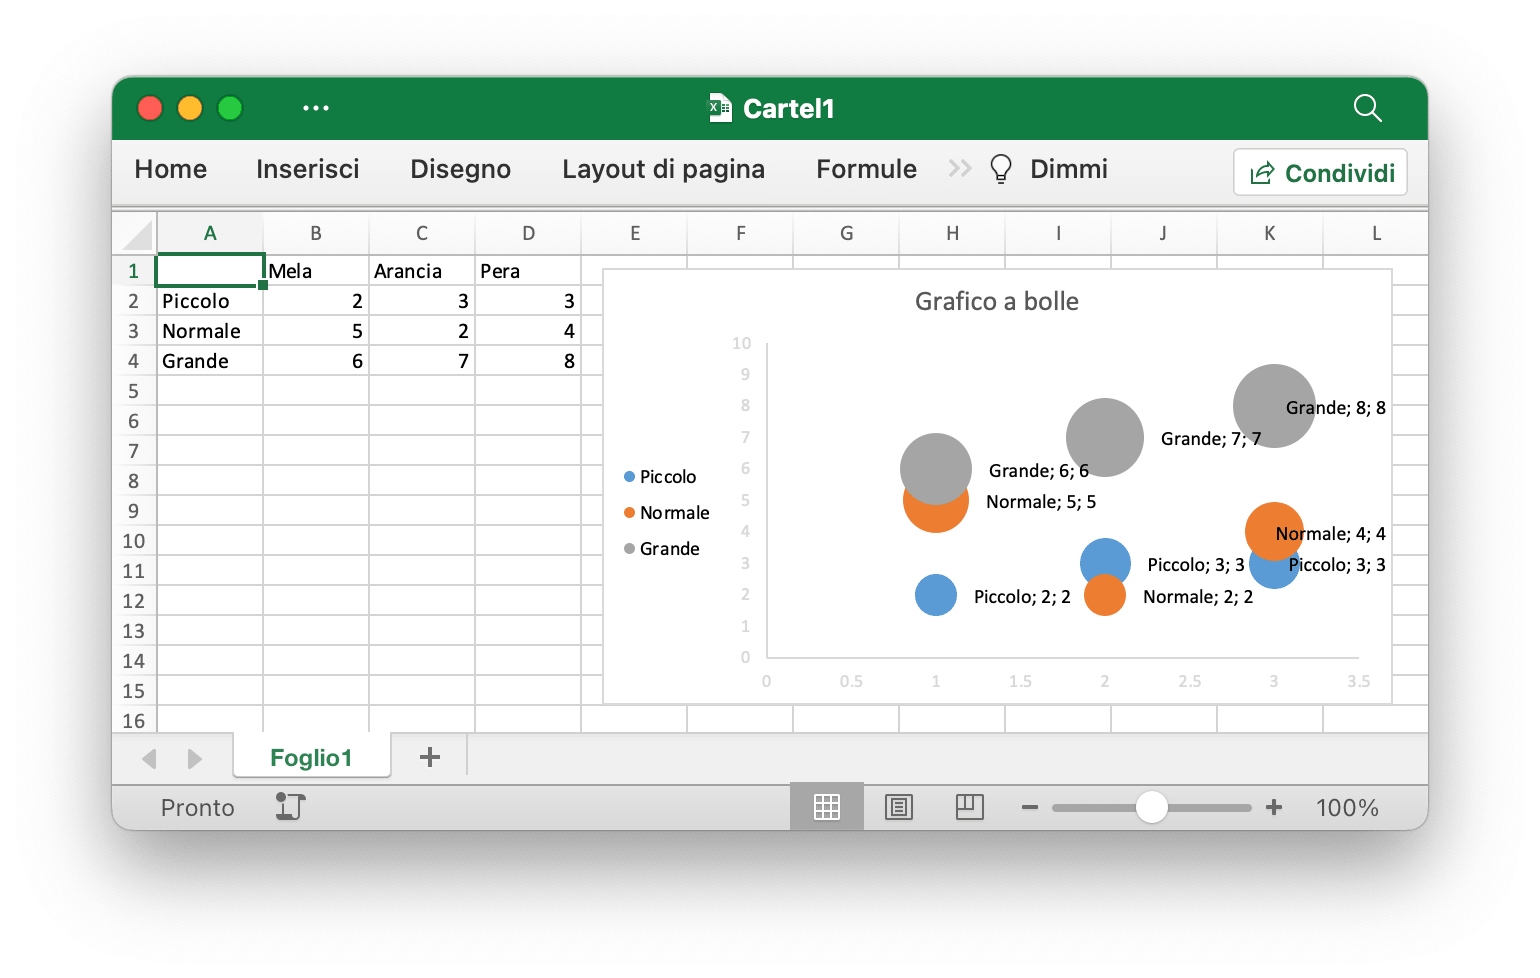 Cartel1
Home Inserisci Disegno Layout di pagina Formule Dimmi Condividi
A B C D E F G H I J K L
1 Mela Arancia Pera
2 Piccolo 2 3 3
3 Normale 5 2 4
4 Grande 6 7 8
5
6
7
8
9
10
11
12
13
14
15
16
Grafico a bolle
10
9
8
7
6
5
4
3
2
1
0
0 0.5 1 1.5 2 2.5 3 3.5
Piccolo
Normale
Grande
Grande; 8; 8
Grande; 7; 7
Grande; 6; 6
Normale; 5; 5
Normale; 4; 4
Piccolo; 3; 3
Piccolo; 3; 3
Piccolo; 2; 2
Normale; 2; 2
Foglio1
Pronto 100%